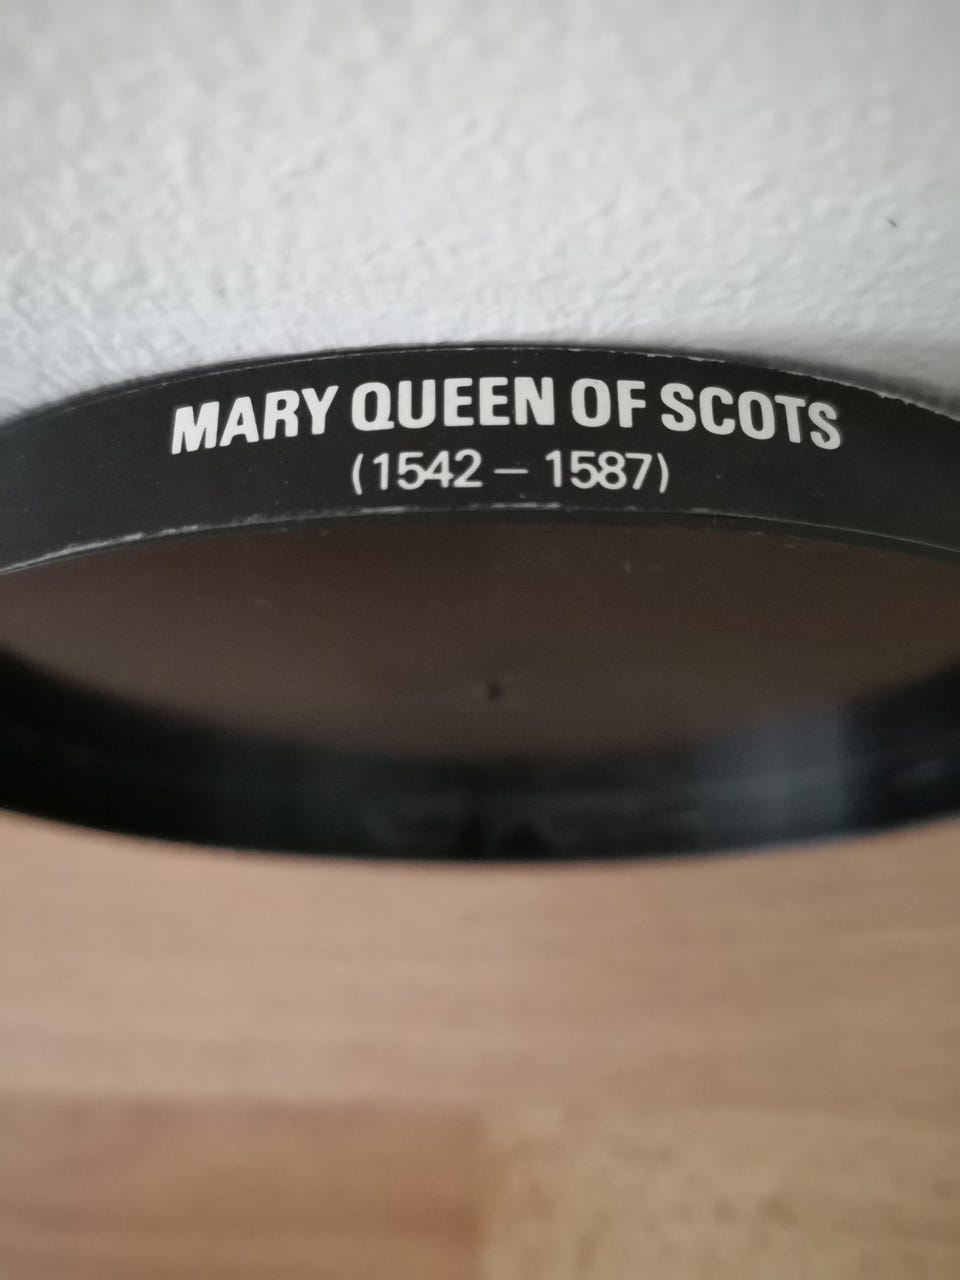 MARY QUEEN OF SCOTS
(1542 – 1587)